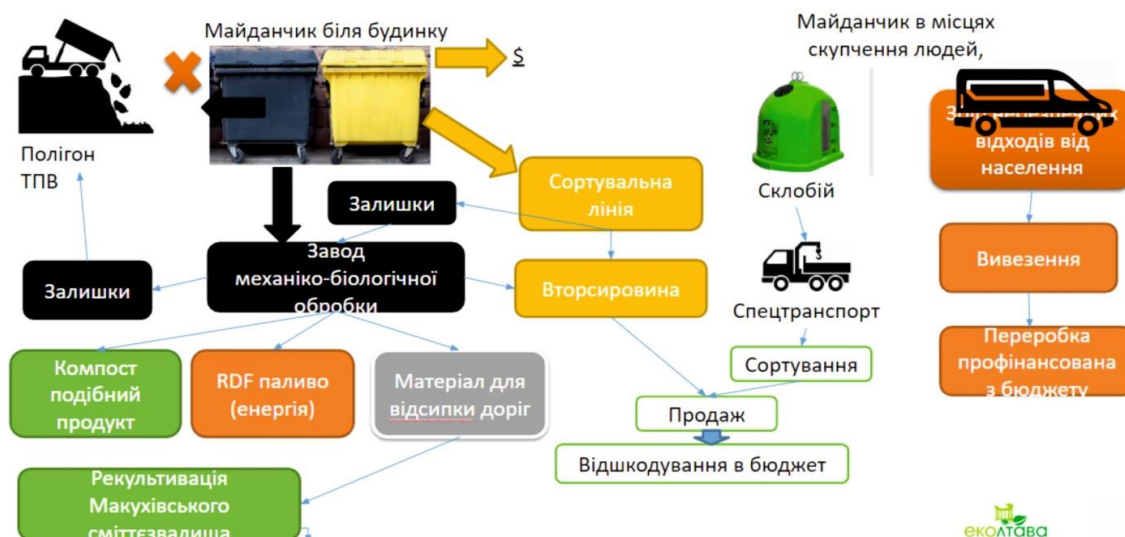 Майданчик біля будинку
$
Майданчик в місцях
скупчення людей,
Полігон
ТПВ
Сортувальна
лінія
Склобій
відходів від
населення
Залишки
Завод
механіко-біологічної
обробки
Залишки
Вторсировина
Спецтранспорт
Вивезення
Компост
подібний
продукт
RDF паливо
(енергія)
Матеріал для
відсипки доріг
Сортування
Переробка
профінансована
з бюджету
Продаж
Відшкодування в бюджет
Рекультивація
Макухівського
сміттєзвалища
еколтава